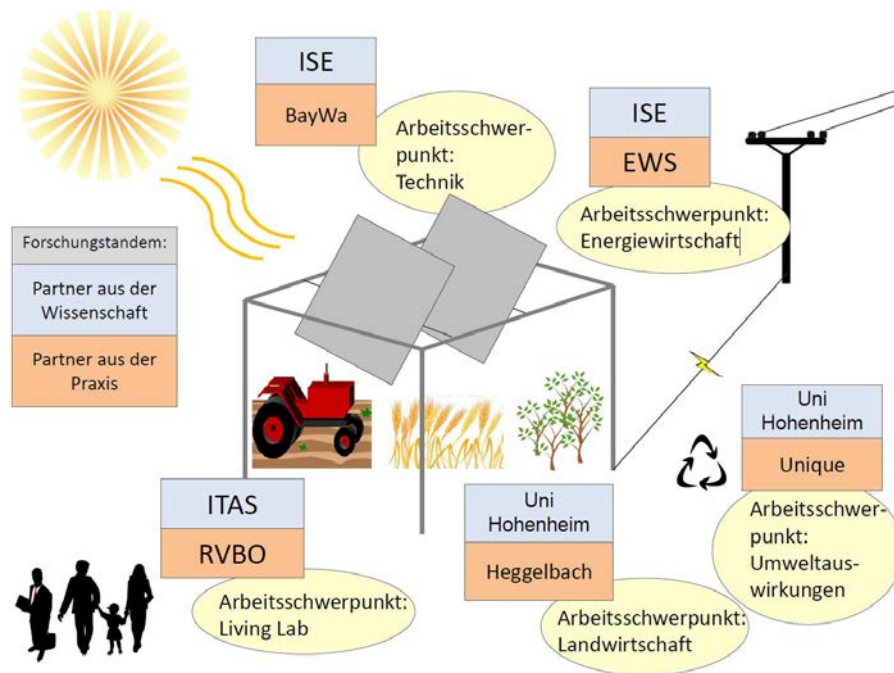 ISE
BayWa
Arbeitsschwer-
punkt:
Technik
ISE
EWS
Arbeitsschwerpunkt:
Energiewirtschaft
Forschungstandem:
Partner aus der
Wissenschaft
Partner aus der
Praxis
Uni
Hohenheim
Unique
Arbeitsschwer-
punkt:
Umweltaus-
wirkungen
ITAS
RVBO
Arbeitsschwerpunkt:
Living Lab
Uni
Hohenheim
Heggelbach
Arbeitsschwerpunkt:
Landwirtschaft